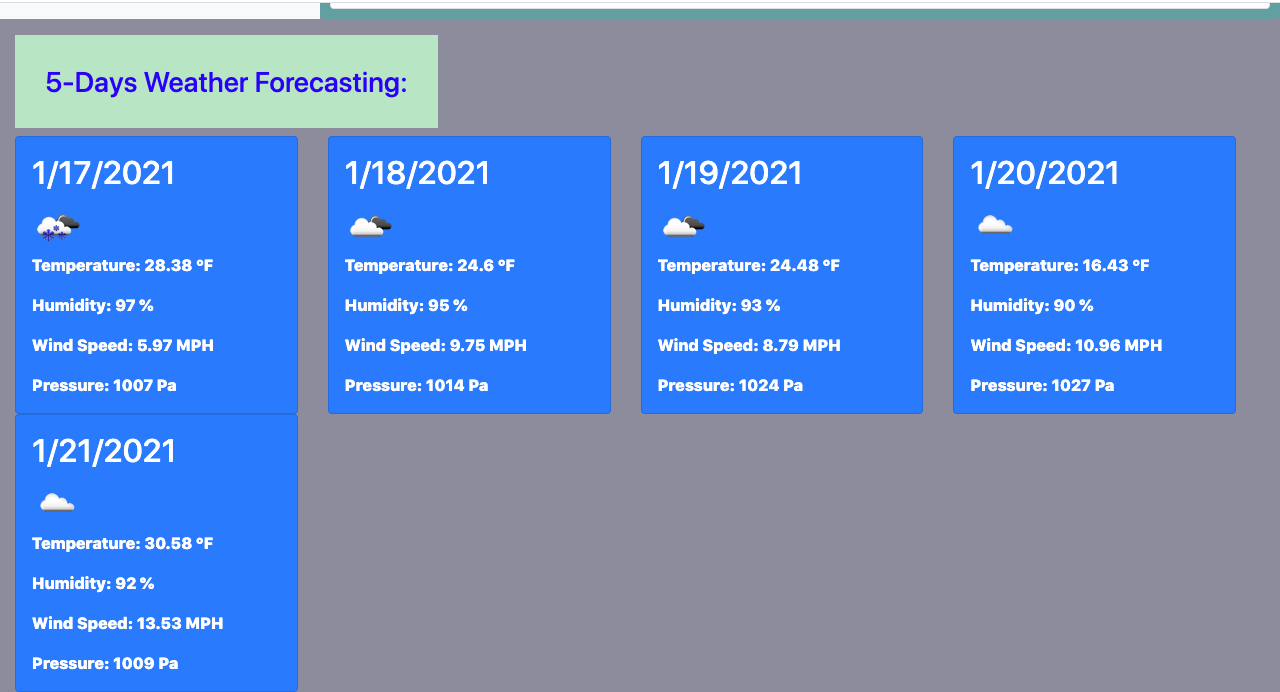 5-Days Weather Forecasting:
1/17/2021
Temperature: 28.38 °F
Humidity: 97 %
Wind Speed: 5.97 MPH
Pressure: 1007 Pa
1/18/2021
Temperature: 24.6 °F
Humidity: 95 %
Wind Speed: 9.75 MPH
Pressure: 1014 Pa
1/19/2021
Temperature: 24.48 °F
Humidity: 93 %
Wind Speed: 8.79 MPH
Pressure: 1024 Pa
1/20/2021
Temperature: 16.43 °F
Humidity: 90 %
Wind Speed: 10.96 MPH
Pressure: 1027 Pa
1/21/2021
Temperature: 30.58 °F
Humidity: 92 %
Wind Speed: 13.53 MPH
Pressure: 1009 Pa